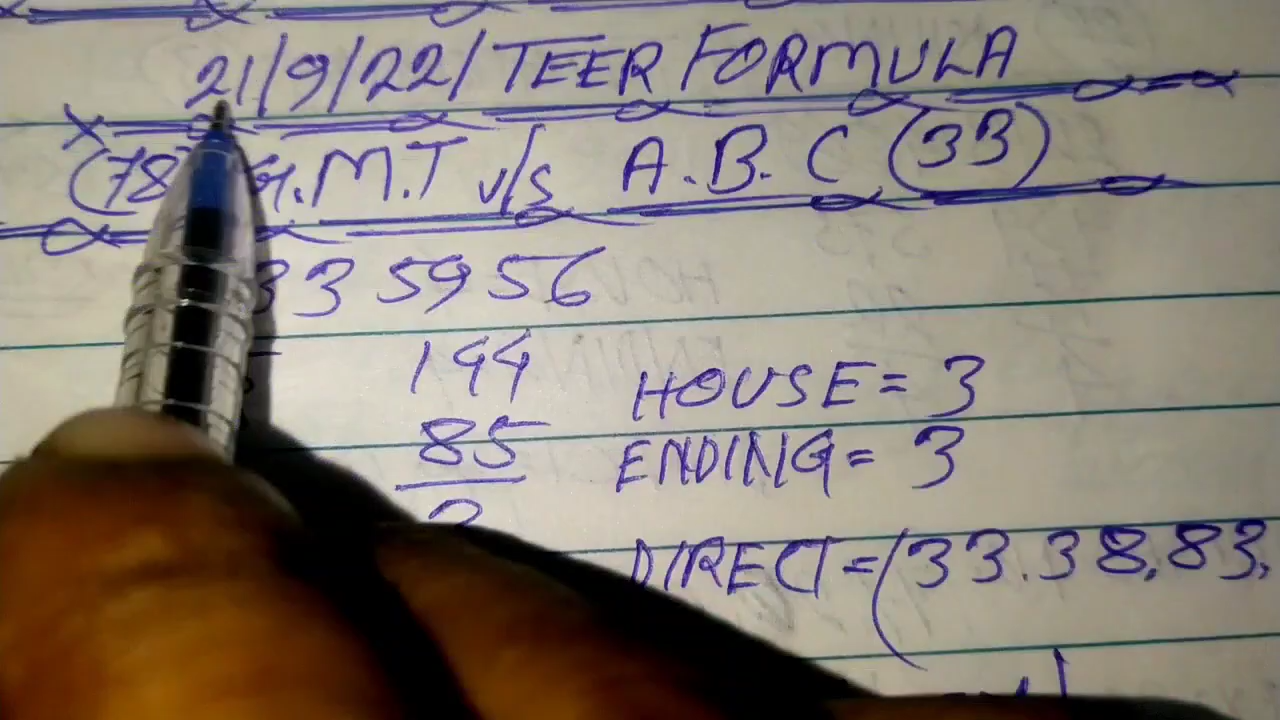 21/9/22/ TEER FORMULA
(78) G.M.T v/s A.B.C (33)
33 59 56
144
HOUSE = 3
85
ENDING = 3
DIRECT = (33.38,83,